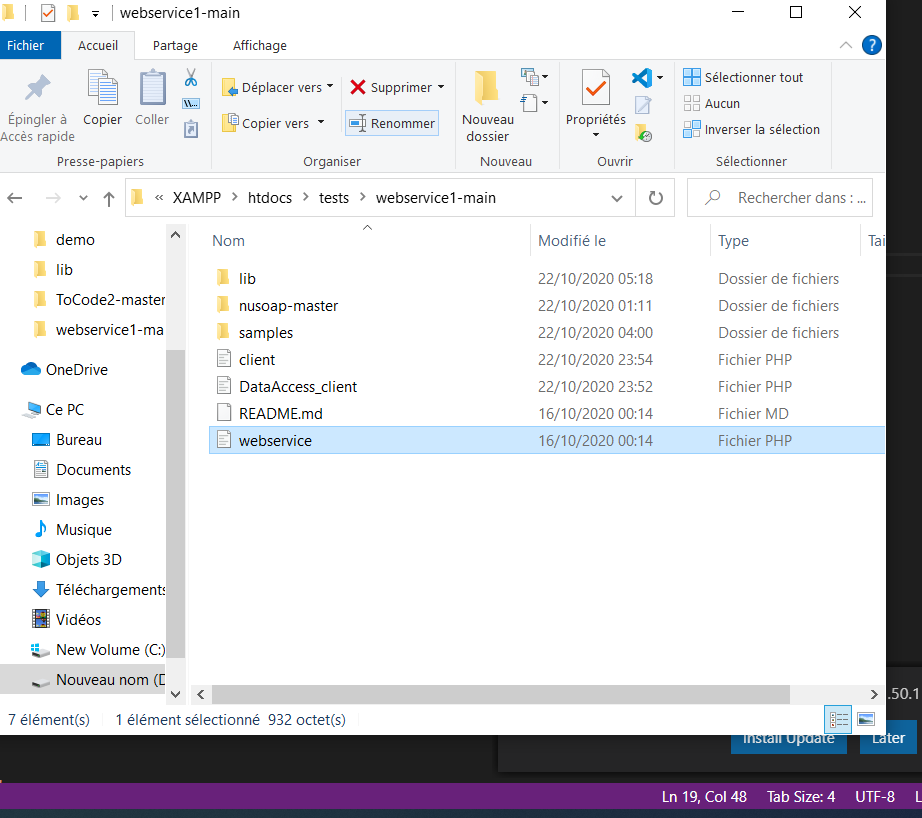 webservice1-main
Fichier Accueil Partage Affichage
Épingler à Accès rapide
Copier
Coller
Déplacer vers
Copier vers
Supprimer
Renommer
Nouveau dossier
Propriétés
Sélectionner tout
Aucun
Inverser la sélection
Presse-papiers Organiser Nouveau Ouvrir Sélectionner
« XAMPP > htdocs > tests > webservice1-main
Rechercher dans : ...
demo
lib
ToCode2-master
webservice1-ma
OneDrive
Ce PC
Bureau
Documents
Images
Musique
Objets 3D
Téléchargements
Vidéos
New Volume (C:)
Nouveau nom (D
Nom Modifié le Type Tai
lib 22/10/2020 05:18 Dossier de fichiers
nusoap-master 22/10/2020 01:11 Dossier de fichiers
samples 22/10/2020 04:00 Dossier de fichiers
client 22/10/2020 23:54 Fichier PHP
DataAccess_client 22/10/2020 23:52 Fichier PHP
README.md 16/10/2020 00:14 Fichier MD
webservice 16/10/2020 00:14 Fichier PHP
7 élément(s) 1 élément sélectionné 932 octet(s)
.50.1
Install Update Later
Ln 19, Col 48 Tab Size: 4 UTF-8